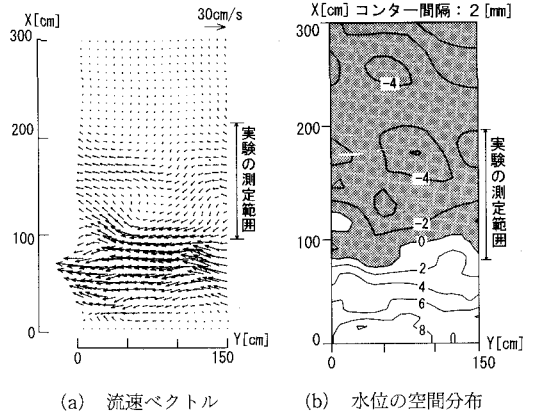 X[cm]
30cm/s
300
200
100
0
実験の測定範囲
Y[cm]
0
150
(a) 流速ベクトル
X[cm] コンター間隔：2 [mm]
300
-4
200
-4
-2
100
0
2
4
6
8
0
実験の測定範囲
Y[cm]
0
150
(b) 水位の空間分布